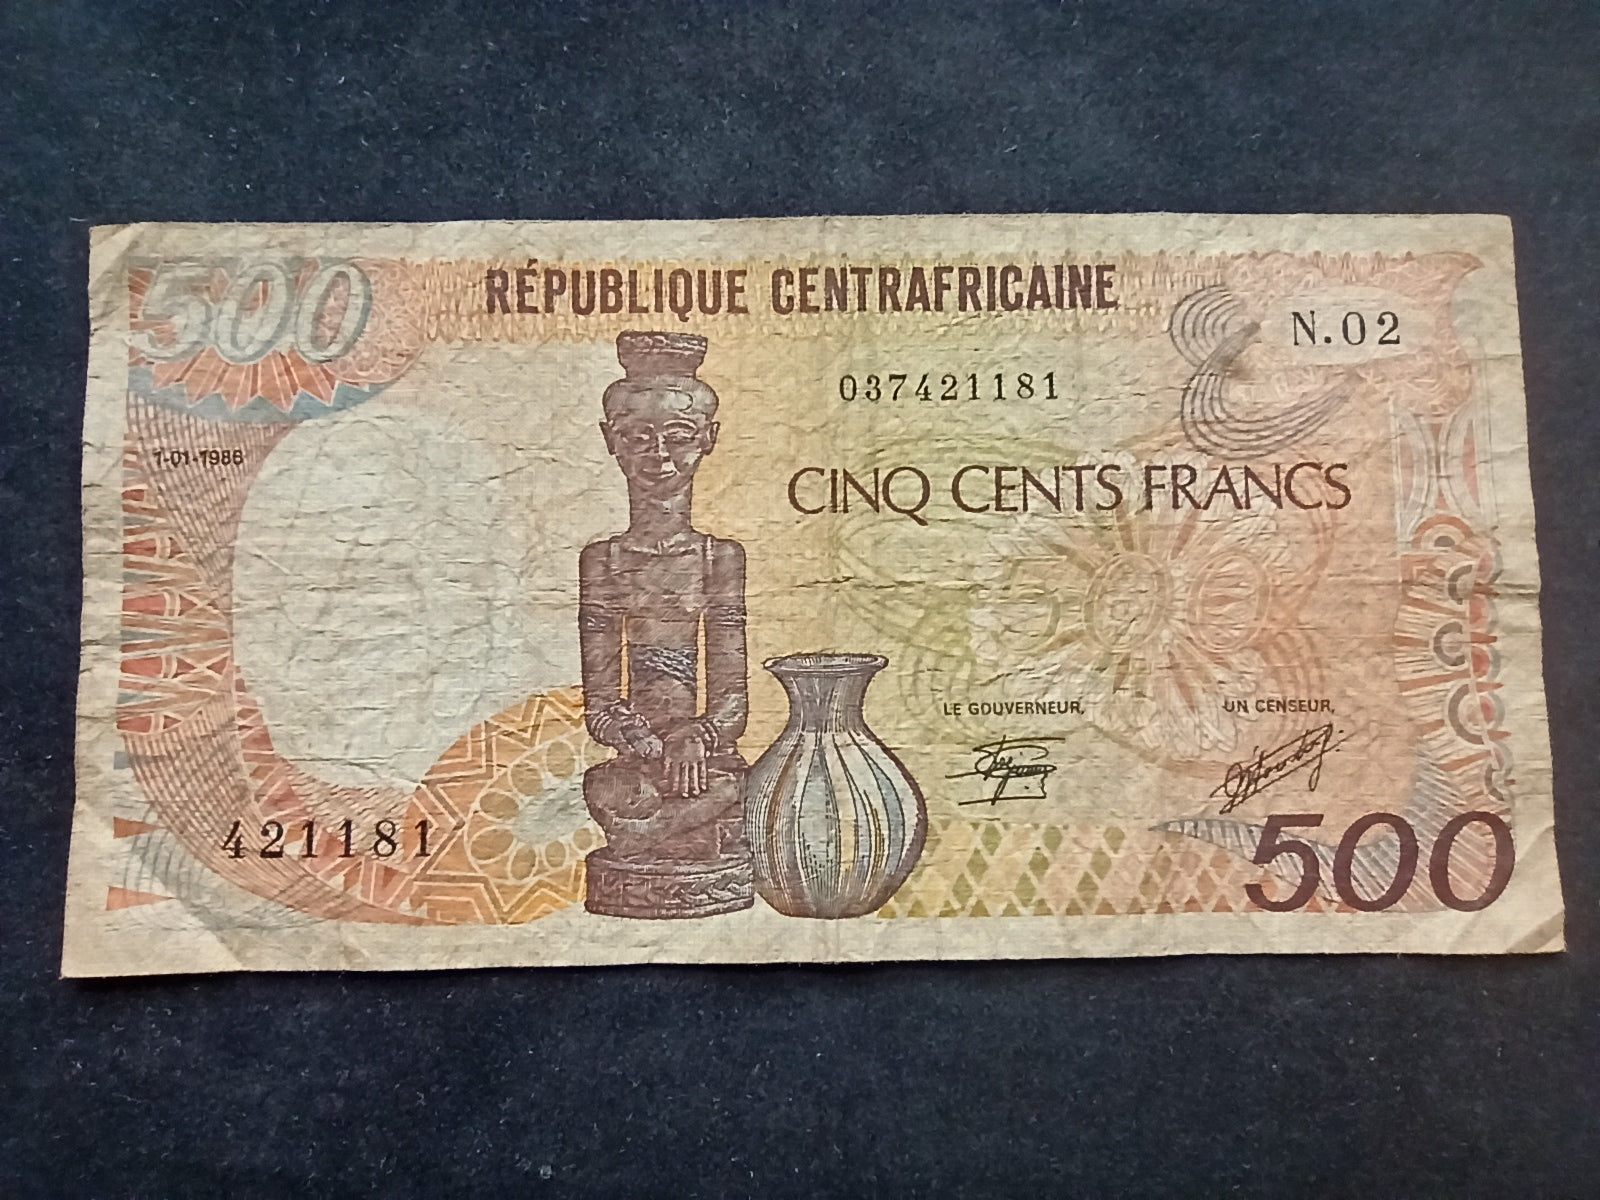 500
RÉPUBLIQUE CENTRAFRICAINE
N.02
037421181
1-01-1986
CINQ CENTS FRANCS
LE GOUVERNEUR,
UN CENSEUR,
421181
500